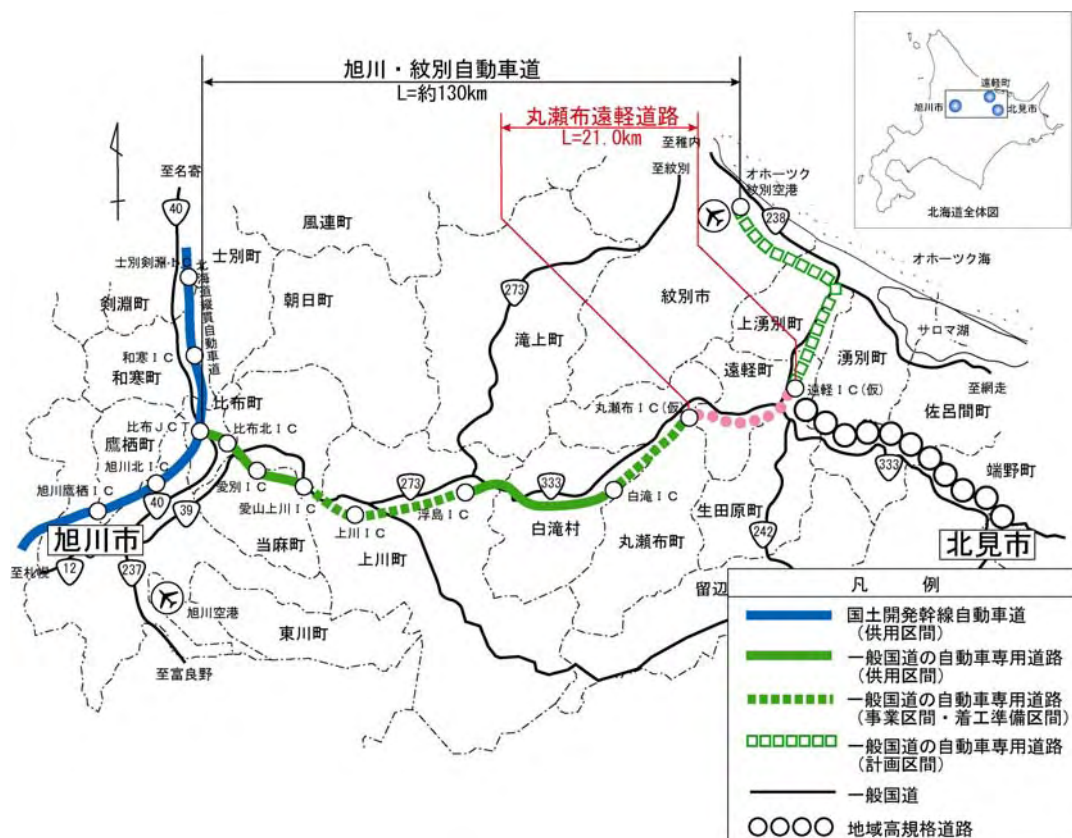 旭川・紋別自動車道
L=約130km
丸瀬布遠軽道路
L=21.0km
遠軽町
旭川市
北見市
北海道全体図
至稚内
至紋別
オホーツク
紋別空港
238
オホーツク海
サロマ湖
至網走
至名寄
40
風連町
士別町
士別剣淵IC
北海道縦貫自動車道
剣淵町
朝日町
和寒IC
和寒町
273
滝上町
紋別市
上湧別町
湧別町
遠軽町
遠軽IC(仮)
佐呂間町
比布町
丸瀬布IC(仮)
比布JCT
比布北IC
鷹栖町
旭川北IC
旭川鷹栖IC
愛別IC
愛山上川IC
40
39
273
333
333
端野町
浮島IC
白滝IC
上川IC
白滝村
生田原町
旭川市
当麻町
上川町
丸瀬布町
242
北見市
至札幌
12
237
旭川空港
東川町
留辺
至富良野
凡 例
国土開発幹線自動車道
(供用区間)
一般国道の自動車専用道路
(供用区間)
一般国道の自動車専用道路
(事業区間・着工準備区間)
一般国道の自動車専用道路
(計画区間)
一般国道
地域高規格道路